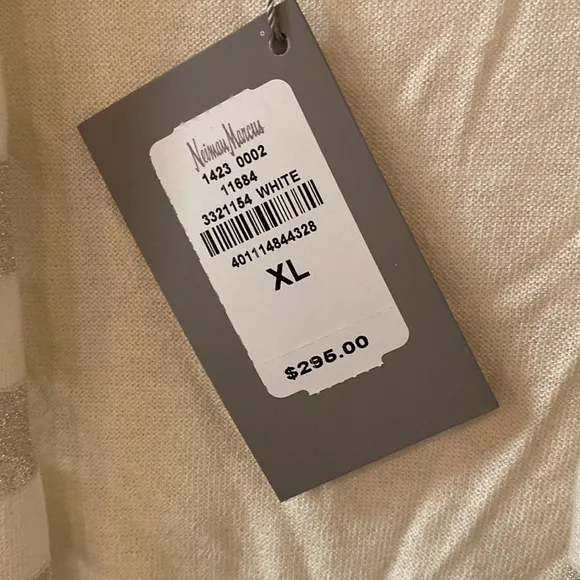 Neiman Marcus
1423 0002
11684
3321154 WHITE
401114844328
XL
$295.00